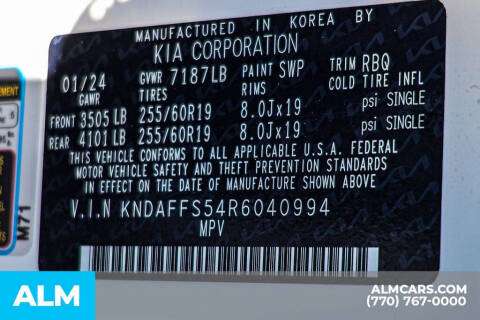 MANUFACTURED IN KOREA BY
KIA CORPORATION
01/24 GVWR 7187LB PAINT SWP TRIM RBQ
GAWR TIRES RIMS COLD TIRE INFL
FRONT 3505 LB 255/60R19 8.0Jx19 psi SINGLE
REAR 4101 LB 255/60R19 8.0Jx19 psi SINGLE
THIS VEHICLE CONFORMS TO ALL APPLICABLE U.S.A. FEDERAL
MOTOR VEHICLE SAFETY AND THEFT PREVENTION STANDARDS
IN EFFECT ON THE DATE OF MANUFACTURE SHOWN ABOVE
V.I.N KNDAFFS54R6040994
MPV
M71
ALM
ALMCARS.COM
(770) 767-0000